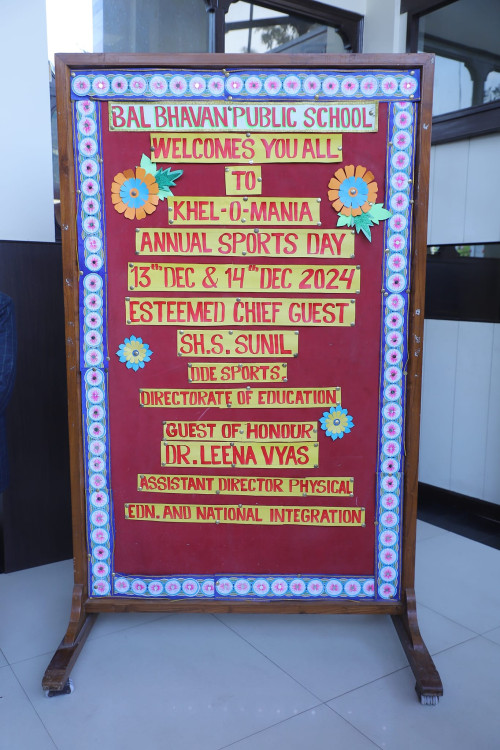 BAL BHAVAN PUBLIC SCHOOL
WELCOMES YOU ALL
TO
KHEL-O-MANIA
ANNUAL SPORTS DAY
13TH DEC & 14TH DEC 2024
ESTEEMED CHIEF GUEST
SH.S. SUNIL
DDE SPORTS.
DIRECTORATE OF EDUCATION
GUEST OF HONOUR
DR. LEENA VYAS
ASSISTANT DIRECTOR PHYSICAL
EDN. AND NATIONAL INTEGRATION